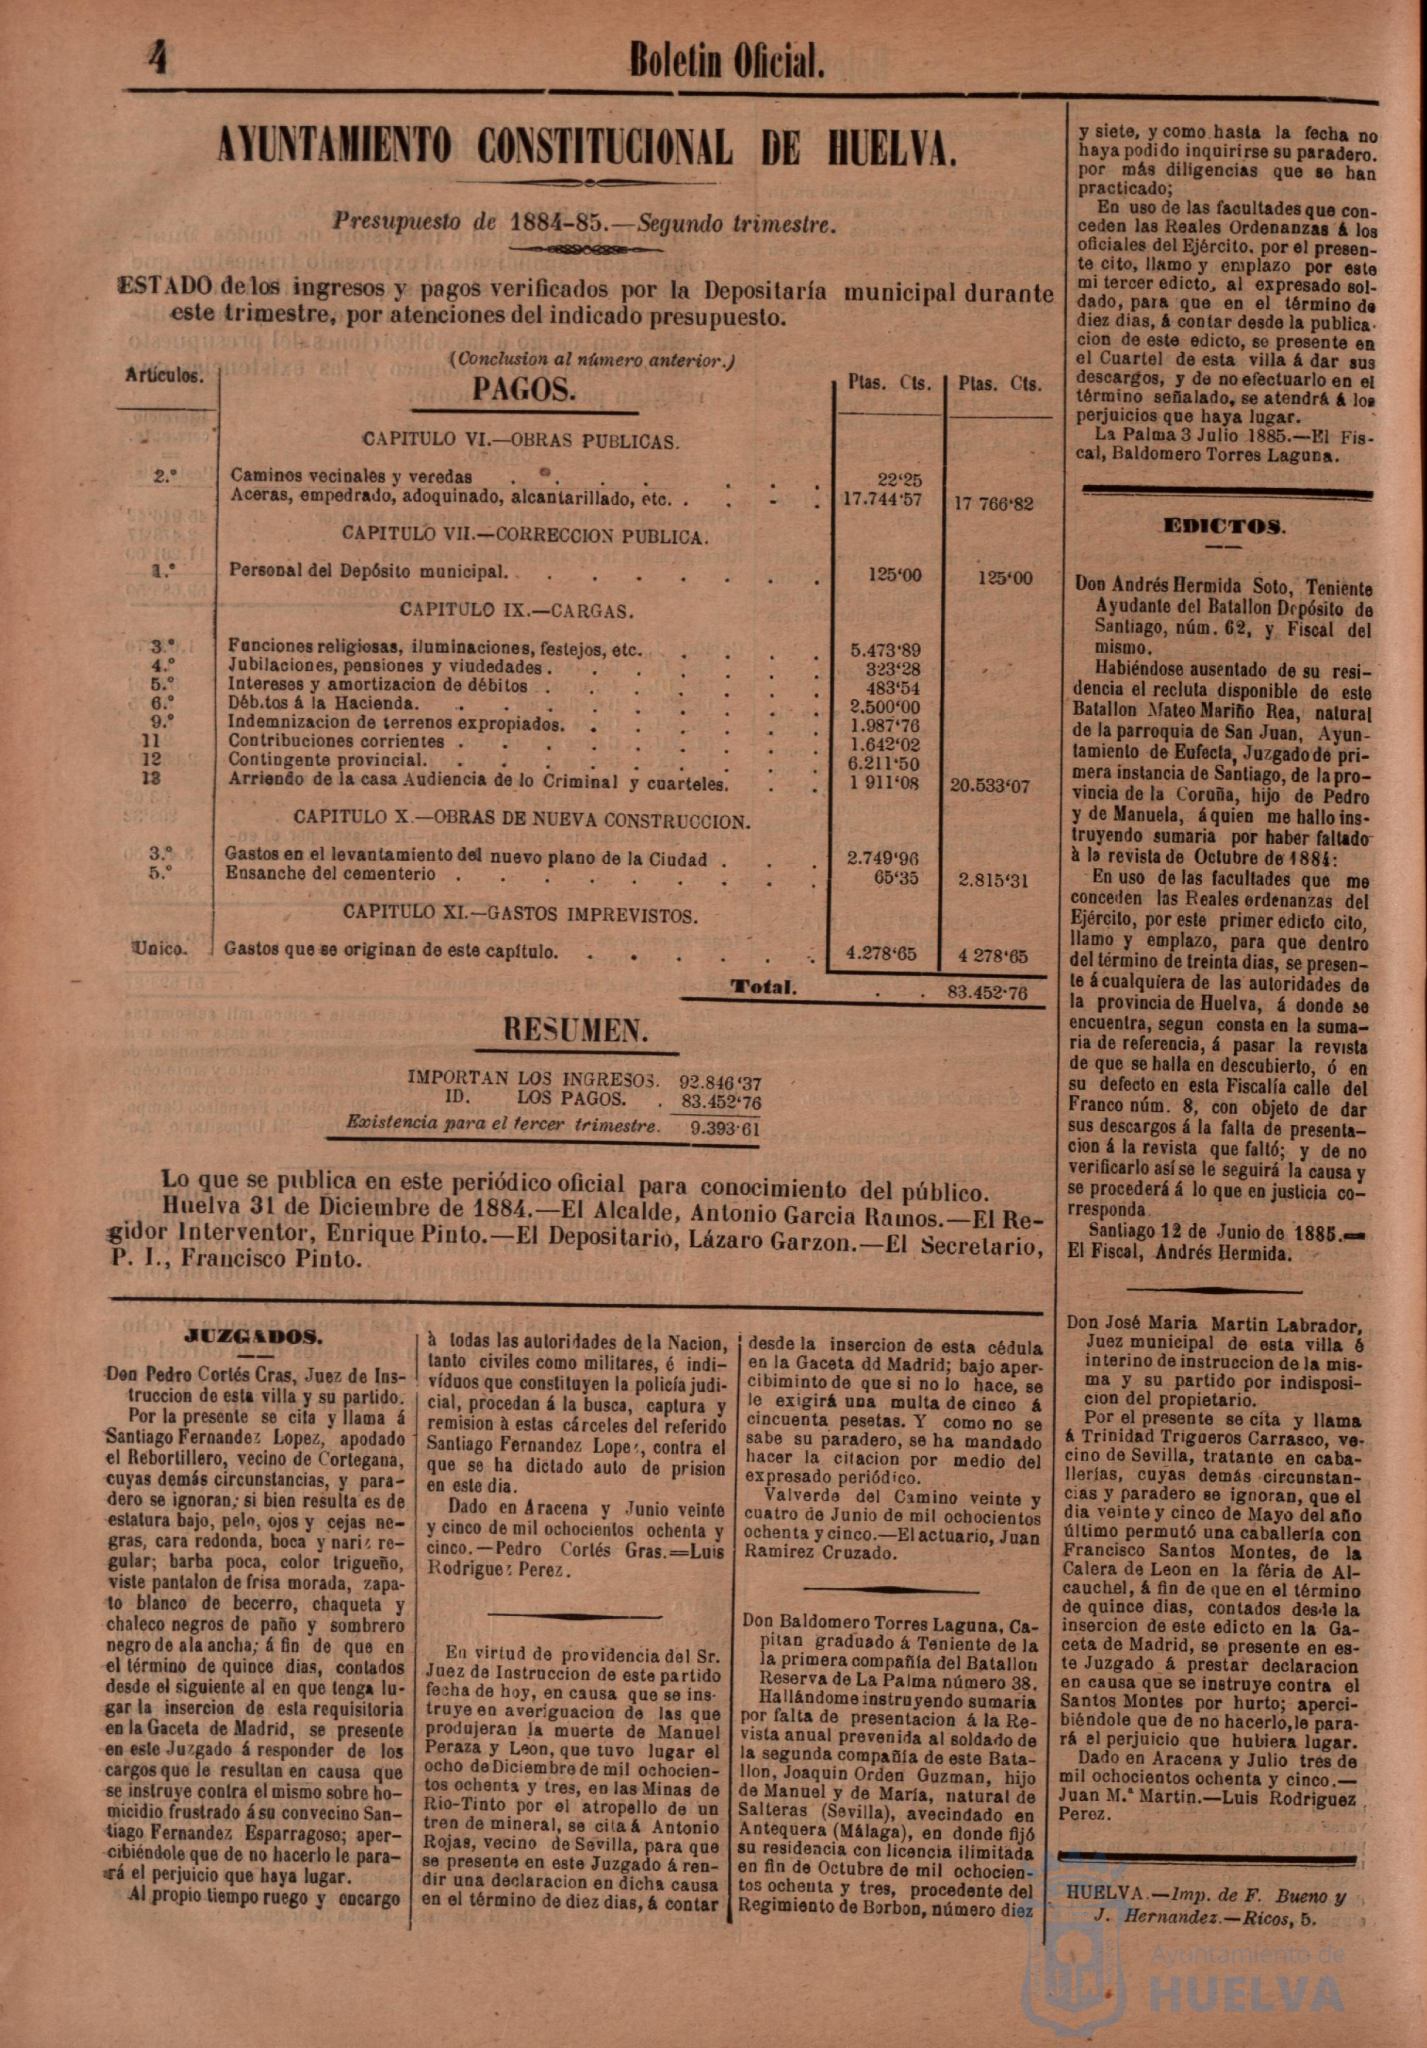 4
Boletin Oficial.
AYUNTAMIENTO CONSTITUCIONAL DE HUELVA.
Presupuesto de 1884-85.—Segundo trimestre.
ESTADO de los ingresos y pagos verificados por la Depositaría municipal durante
este trimestre, por atenciones del indicado presupuesto.
(Conclusion al número anterior.)
Artículos. PAGOS. Ptas. Cts. Ptas. Cts.
CAPITULO VI.—OBRAS PUBLICAS.
2.º Caminos vecinales y veredas . . . . . . . 22'25
Aceras, empedrado, adoquinado, alcantarillado, etc. . . - . 17.744'57 17 766'82
CAPITULO VII.—CORRECCION PUBLICA.
1.º Personal del Depósito municipal. . . . . . . . 125'00 125'00
CAPITULO IX.—CARGAS.
3.º Funciones religiosas, iluminaciones, festejos, etc. . . . . 5.473'89
4.º Jubilaciones, pensiones y viudedades . . . . . . . 323'28
5.º Intereses y amortizacion de débitos . . . . . . . 483'54
6.º Déb.tos á la Hacienda. . . . . . . . . 2.500'00
9.º Indemnizacion de terrenos expropiados. . . . . . . 1.987'76
11 Contribuciones corrientes . . . . . . . . . 1.642'02
12 Contingente provincial. . . . . . . . . 6.211'50
13 Arriendo de la casa Audiencia de lo Criminal y cuarteles. . . 1 911'08 20.533'07
CAPITULO X.—OBRAS DE NUEVA CONSTRUCCION.
3.º Gastos en el levantamiento del nuevo plano de la Ciudad . . . 2.749'96
5.º Ensanche del cementerio . . . . . . . . . 65'35 2.815'31
CAPITULO XI.—GASTOS IMPREVISTOS.
Unico. Gastos que se originan de este capítulo. . . . . . . 4.278'65 4 278'65
Total. . . 83.452'76
RESUMEN.
IMPORTAN LOS INGRESOS. 92.846'37
ID. LOS PAGOS. . 83.452'76
Existencia para el tercer trimestre. 9.393'61
Lo que se publica en este periódico oficial para conocimiento del público.
Huelva 31 de Diciembre de 1884.—El Alcalde, Antonio Garcia Ramos.—El Re-
gidor Interventor, Enrique Pinto.—El Depositario, Lázaro Garzon.—El Secretario,
P. I., Francisco Pinto.
JUZGADOS.
Don Pedro Cortés Gras, Juez de Ins-
truccion de esta villa y su partido.
Por la presente se cita y llama á
Santiago Fernandez Lopez, apodado
el Rebortillero, vecino de Cortegana,
cuyas demás circunstancias, y para-
dero se ignoran; si bien resulta es de
estatura bajo, pelo, ojos y cejas ne-
gras, cara redonda, boca y nariz re-
gular; barba poca, color trigueño,
viste pantalon de frisa morada, zapa-
to blanco de becerro, chaqueta y
chaleco negros de paño y sombrero
negro de ala ancha; á fin de que en
el término de quince dias, contados
desde el siguiente al en que tenga lu-
gar la insercion de esta requisitoria
en la Gaceta de Madrid, se presente
en este Juzgado á responder de los
cargos que le resultan en causa que
se instruye contra el mismo sobre ho-
micidio frustrado á su convecino San-
tiago Fernandez Esparragoso; aper-
cibiéndole que de no hacerlo le para-
rá el perjuicio que haya lugar.
Al propio tiempo ruego y encargo
à todas las autoridades de la Nacion,
tanto civiles como militares, é indi-
víduos que constituyen la policía judi-
cial, procedan á la busca, captura y
remision à estas cárceles del referido
Santiago Fernandez Lopez, contra el
que se ha dictado auto de prision
en este dia.
Dado en Aracena y Junio veinte
y cinco de mil ochocientos ochenta y
cinco.—Pedro Cortés Gras.=Luis
Rodriguez Perez.
En virtud de providencia del Sr.
Juez de Instruccion de este partido
fecha de hoy, en causa que se ins-
truye en averiguacion de las que
produjeran la muerte de Manuel
Peraza y Leon, que tuvo lugar el
ocho de Diciembre de mil ochocien-
tos ochenta y tres, en las Minas de
Rio-Tinto por el atropello de un
tren de mineral, se cita á Antonio
Rojas, vecino de Sevilla, para que
se presente en este Juzgado á ren-
dir una declaracion en dicha causa
en el término de diez dias, á contar
desde la insercion de esta cédula
en la Gaceta dd Madrid; bajo aper-
cibiminto de que si no lo hace, se
le exigirá una multa de cinco á
cincuenta pesetas. Y como no se
sabe su paradero, se ha mandado
hacer la citacion por medio del
expresado periódico.
Valverde del Camino veinte y
cuatro de Junio de mil ochocientos
ochenta y cinco.—El actuario, Juan
Ramirez Cruzado.
Don Baldomero Torres Laguna, Ca-
pitan graduado á Teniente de la
la primera compañía del Batallon
Reserva de La Palma número 38.
Hallándome instruyendo sumaria
por falta de presentacion á la Re-
vista anual prevenida al soldado de
la segunda compañía de este Bata-
llon, Joaquin Orden Guzman, hijo
de Manuel y de María, natural de
Salteras (Sevilla), avecindado en
Antequera (Málaga), en donde fijó
su residencia con licencia ilimitada
en fin de Octubre de mil ochocien-
tos ochenta y tres, procedente del
Regimiento de Borbon, número diez
y siete, y como hasta la fecha no
haya podido inquirirse su paradero.
por más diligencias que se han
practicado;
En uso de las facultades que con-
ceden las Reales Ordenanzas á los
oficiales del Ejército, por el presen-
te cito, llamo y emplazo por este
mi tercer edicto, al expresado sol-
dado, para que en el término de
diez dias, á contar desde la publica-
cion de este edicto, se presente en
el Cuartel de esta villa á dar sus
descargos, y de no efectuarlo en el
término señalado, se atendrá á los
perjuicios que haya lugar.
La Palma 3 Julio 1885.—El Fis-
cal, Baldomero Torres Laguna.
EDICTOS.
Don Andrés Hermida Soto, Teniente
Ayudante del Batallon Depósito de
Santiago, núm. 62, y Fiscal del
mismo.
Habiéndose ausentado de su resi-
dencia el recluta disponible de este
Batallon Mateo Mariño Rea, natural
de la parroquia de San Juan, Ayun-
tamiento de Eufecta, Juzgado de pri-
mera instancia de Santiago, de la pro-
vincia de la Coruña, hijo de Pedro
y de Manuela, á quien me hallo ins-
truyendo sumaria por haber faltado
à la revista de Octubre de 1884:
En uso de las facultades que me
conceden las Reales ordenanzas del
Ejército, por este primer edicto cito,
llamo y emplazo, para que dentro
del término de treinta dias, se presen-
te á cualquiera de las autoridades de
la provincia de Huelva, á donde se
encuentra, segun consta en la suma-
ria de referencia, á pasar la revista
de que se halla en descubierto, ó en
su defecto en esta Fiscalía calle del
Franco núm. 8, con objeto de dar
sus descargos á la falta de presenta-
cion á la revista que faltó; y de no
verificarlo así se le seguirá la causa y
se procederá á lo que en justicia co-
rresponda.
Santiago 12 de Junio de 1885.—
El Fiscal, Andrés Hermida.
Don José Maria Martin Labrador,
Juez municipal de esta villa é
interino de instruccion de la mis-
ma y su partido por indisposi-
cion del propietario.
Por el presente se cita y llama
á Trinidad Trigueros Carrasco, ve-
cino de Sevilla, tratante en caba-
llerías, cuyas demás circunstan-
cias y paradero se ignoran, que el
dia veinte y cinco de Mayo del año
último permutó una caballería con
Francisco Santos Montes, de la
Calera de Leon en la féria de Al-
cauchel, á fin de que en el término
de quince dias, contados desde la
insercion de este edicto en la Ga-
ceta de Madrid, se presente en es-
te Juzgado á prestar declaracion
en causa que se instruye contra el
Santos Montes por hurto; aperci-
biéndole que de no hacerlo, le para-
rá el perjuicio que hubiera lugar.
Dado en Aracena y Julio tres de
mil ochocientos ochenta y cinco.—
Juan M.ª Martin.—Luis Rodriguez
Perez.
HUELVA.—Imp. de F. Bueno y
J. Hernandez.—Ricos, 5.
Ayuntamiento de
HUELVA